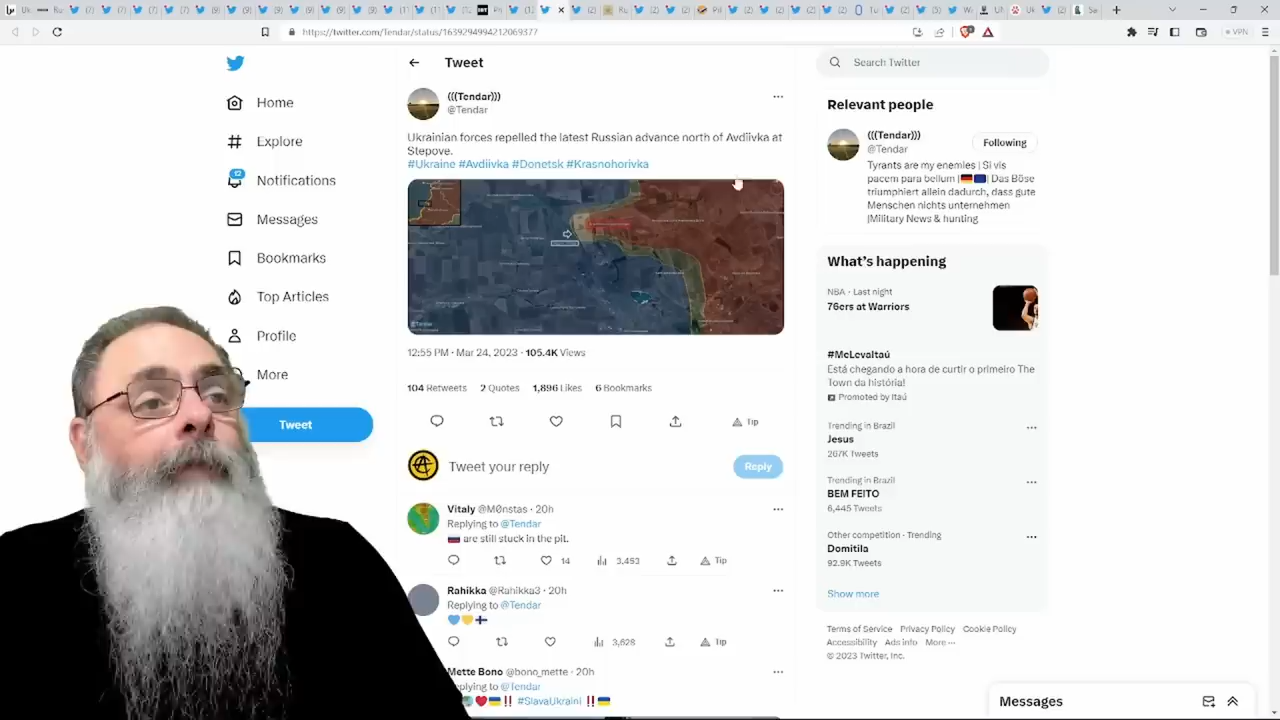 https://twitter.com/Tendar/status/1639294994212069377
VPN
Home
Explore
12
Notifications
Messages
Bookmarks
Top Articles
Profile
More
Tweet
Tweet
(((Tendar)))
@Tendar
Ukrainian forces repelled the latest Russian advance north of Avdiivka at
Stepove.
#Ukraine #Avdiivka #Donetsk #Krasnohorivka
12:55 PM · Mar 24, 2023 · 105.4K Views
104 Retweets 2 Quotes 1,896 Likes 6 Bookmarks
Tip
Tweet your reply
Reply
Vitaly @M0nstas · 20h
Replying to @Tendar
are still stuck in the pit.
14 3,453 Tip
Rahikka @Rahikka3 · 20h
Replying to @Tendar
3,628 Tip
Mette Bono @bono_mette · 20h
eplying to @Tendar
#SlavaUkraini
Search Twitter
Relevant people
(((Tendar)))
@Tendar
Following
Tyrants are my enemies | Si vis
pacem para bellum | Das Böse
triumphiert allein dadurch, dass gute
Menschen nichts unternehmen
|Military News & hunting
What's happening
NBA · Last night
76ers at Warriors
#McLevaItaú
Está chegando a hora de curtir o primeiro The
Town da história!
Promoted by Itaú
Trending in Brazil
Jesus
267K Tweets
Trending in Brazil
BEM FEITO
6,445 Tweets
Other competition · Trending
Domitila
92.9K Tweets
Show more
Terms of Service Privacy Policy Cookie Policy
Accessibility Ads info More ···
© 2023 Twitter, Inc.
Messages